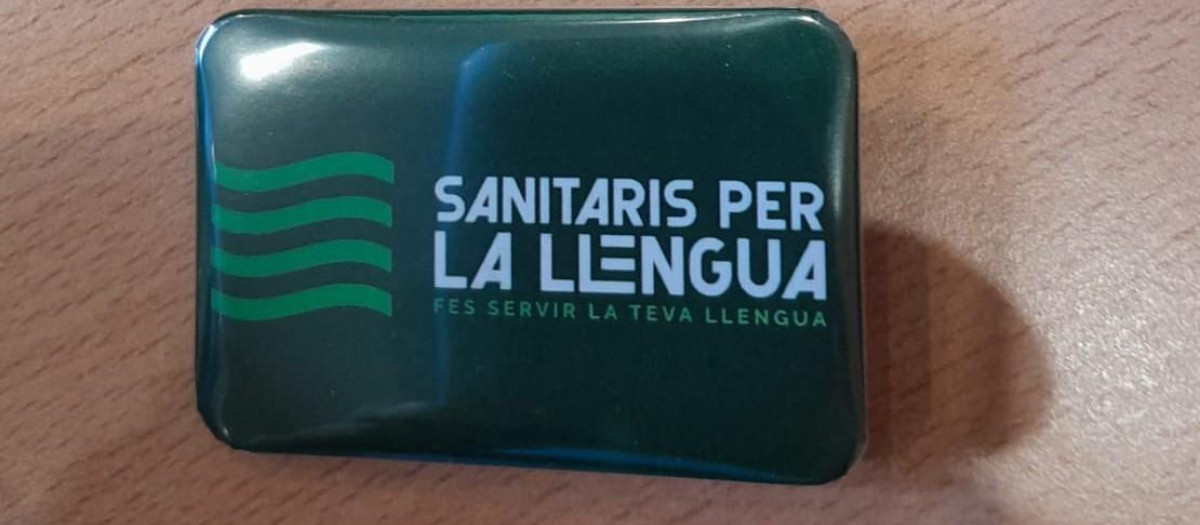 SANITARIS PER
LA LLENGUA
FES SERVIR LA TEVA LLENGUA